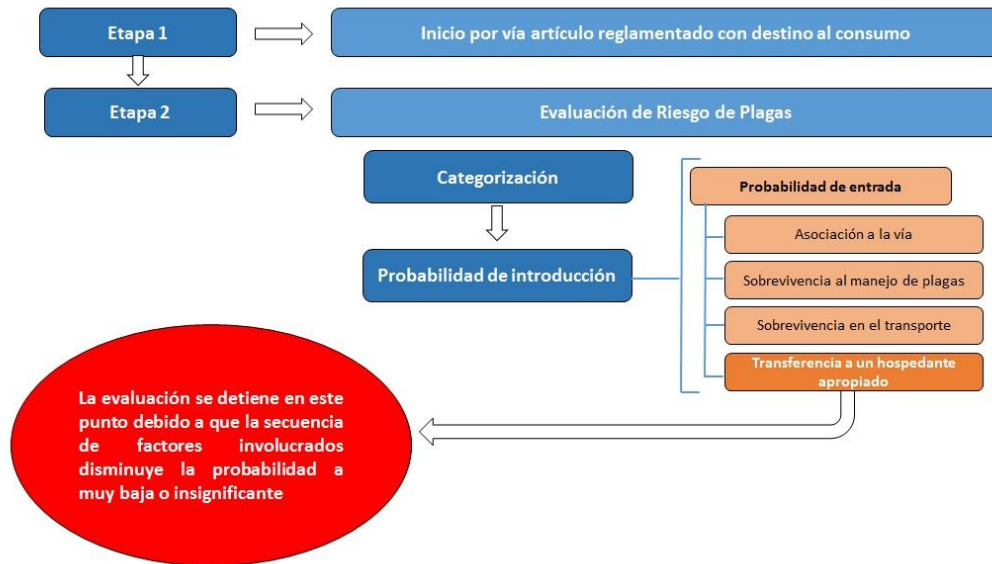 Etapa 1
Inicio por vía artículo reglamentado con destino al consumo
Etapa 2
Evaluación de Riesgo de Plagas
Categorización
Probabilidad de entrada
Asociación a la vía
Probabilidad de introducción
Sobrevivencia al manejo de plagas
Sobrevivencia en el transporte
Transferencia a un hospedante
apropiado
La evaluación se detiene en este
punto debido a que la secuencia
de factores involucrados
disminuye la probabilidad a
muy baja o insignificante